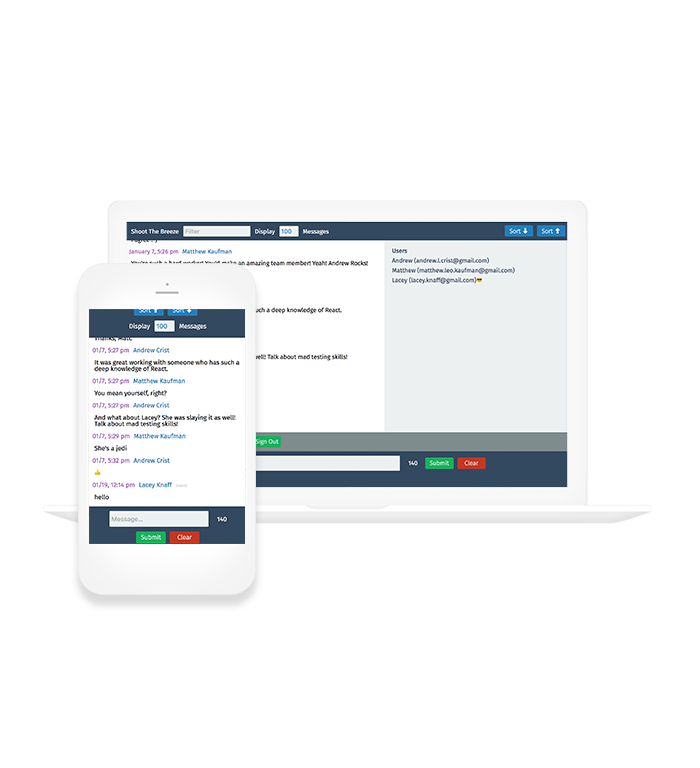 Shoot The Breeze Filter Display 100 Messages Sort Sort
January 7, 5:26 pm Matthew Kaufman
an amazing team member! Yeah! Andrew Rocks!
such a deep knowledge of React.
well! Talk about mad testing skills!
Users
Andrew (andrew.l.crist@gmail.com)
Matthew (matthew.leo.kaufman@gmail.com)
Lacey (lacey.knaff@gmail.com)😎
Sign Out
140 Submit Clear
Sort Sort
Display 100 Messages
Thanks, Matt.
01/7, 5:27 pm Andrew Crist
It was great working with someone who has such a
deep knowledge of React.
01/7, 5:27 pm Matthew Kaufman
You mean yourself, right?
01/7, 5:27 pm Andrew Crist
And what about Lacey? She was slaying it as well!
Talk about mad testing skills!
01/7, 5:29 pm Matthew Kaufman
She's a jedi
01/7, 5:32 pm Andrew Crist
👍
01/19, 12:14 pm Lacey Knaff
hello
Message... 140
Submit Clear